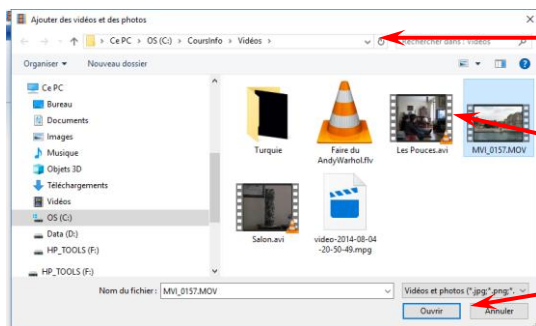 Ajouter des vidéos et des photos
Ce PC > OS (C:) > CoursInfo > Vidéos >
Rechercher dans : Vidéos
Organiser
Nouveau dossier
Ce PC
Bureau
Documents
Images
Musique
Objets 3D
Téléchargements
Vidéos
OS (C:)
Data (D:)
HP_TOOLS (F:)
HP_TOOLS (F:)
Turquie
Faire du
AndyWarhol.flv
Les Pouces.avi
MVI_0157.MOV
Salon.avi
video-2014-08-04
-20-50-49.mpg
Nom du fichier : MVI_0157.MOV
Vidéos et photos (*.jpg;*.png;*.
Ouvrir
Annuler